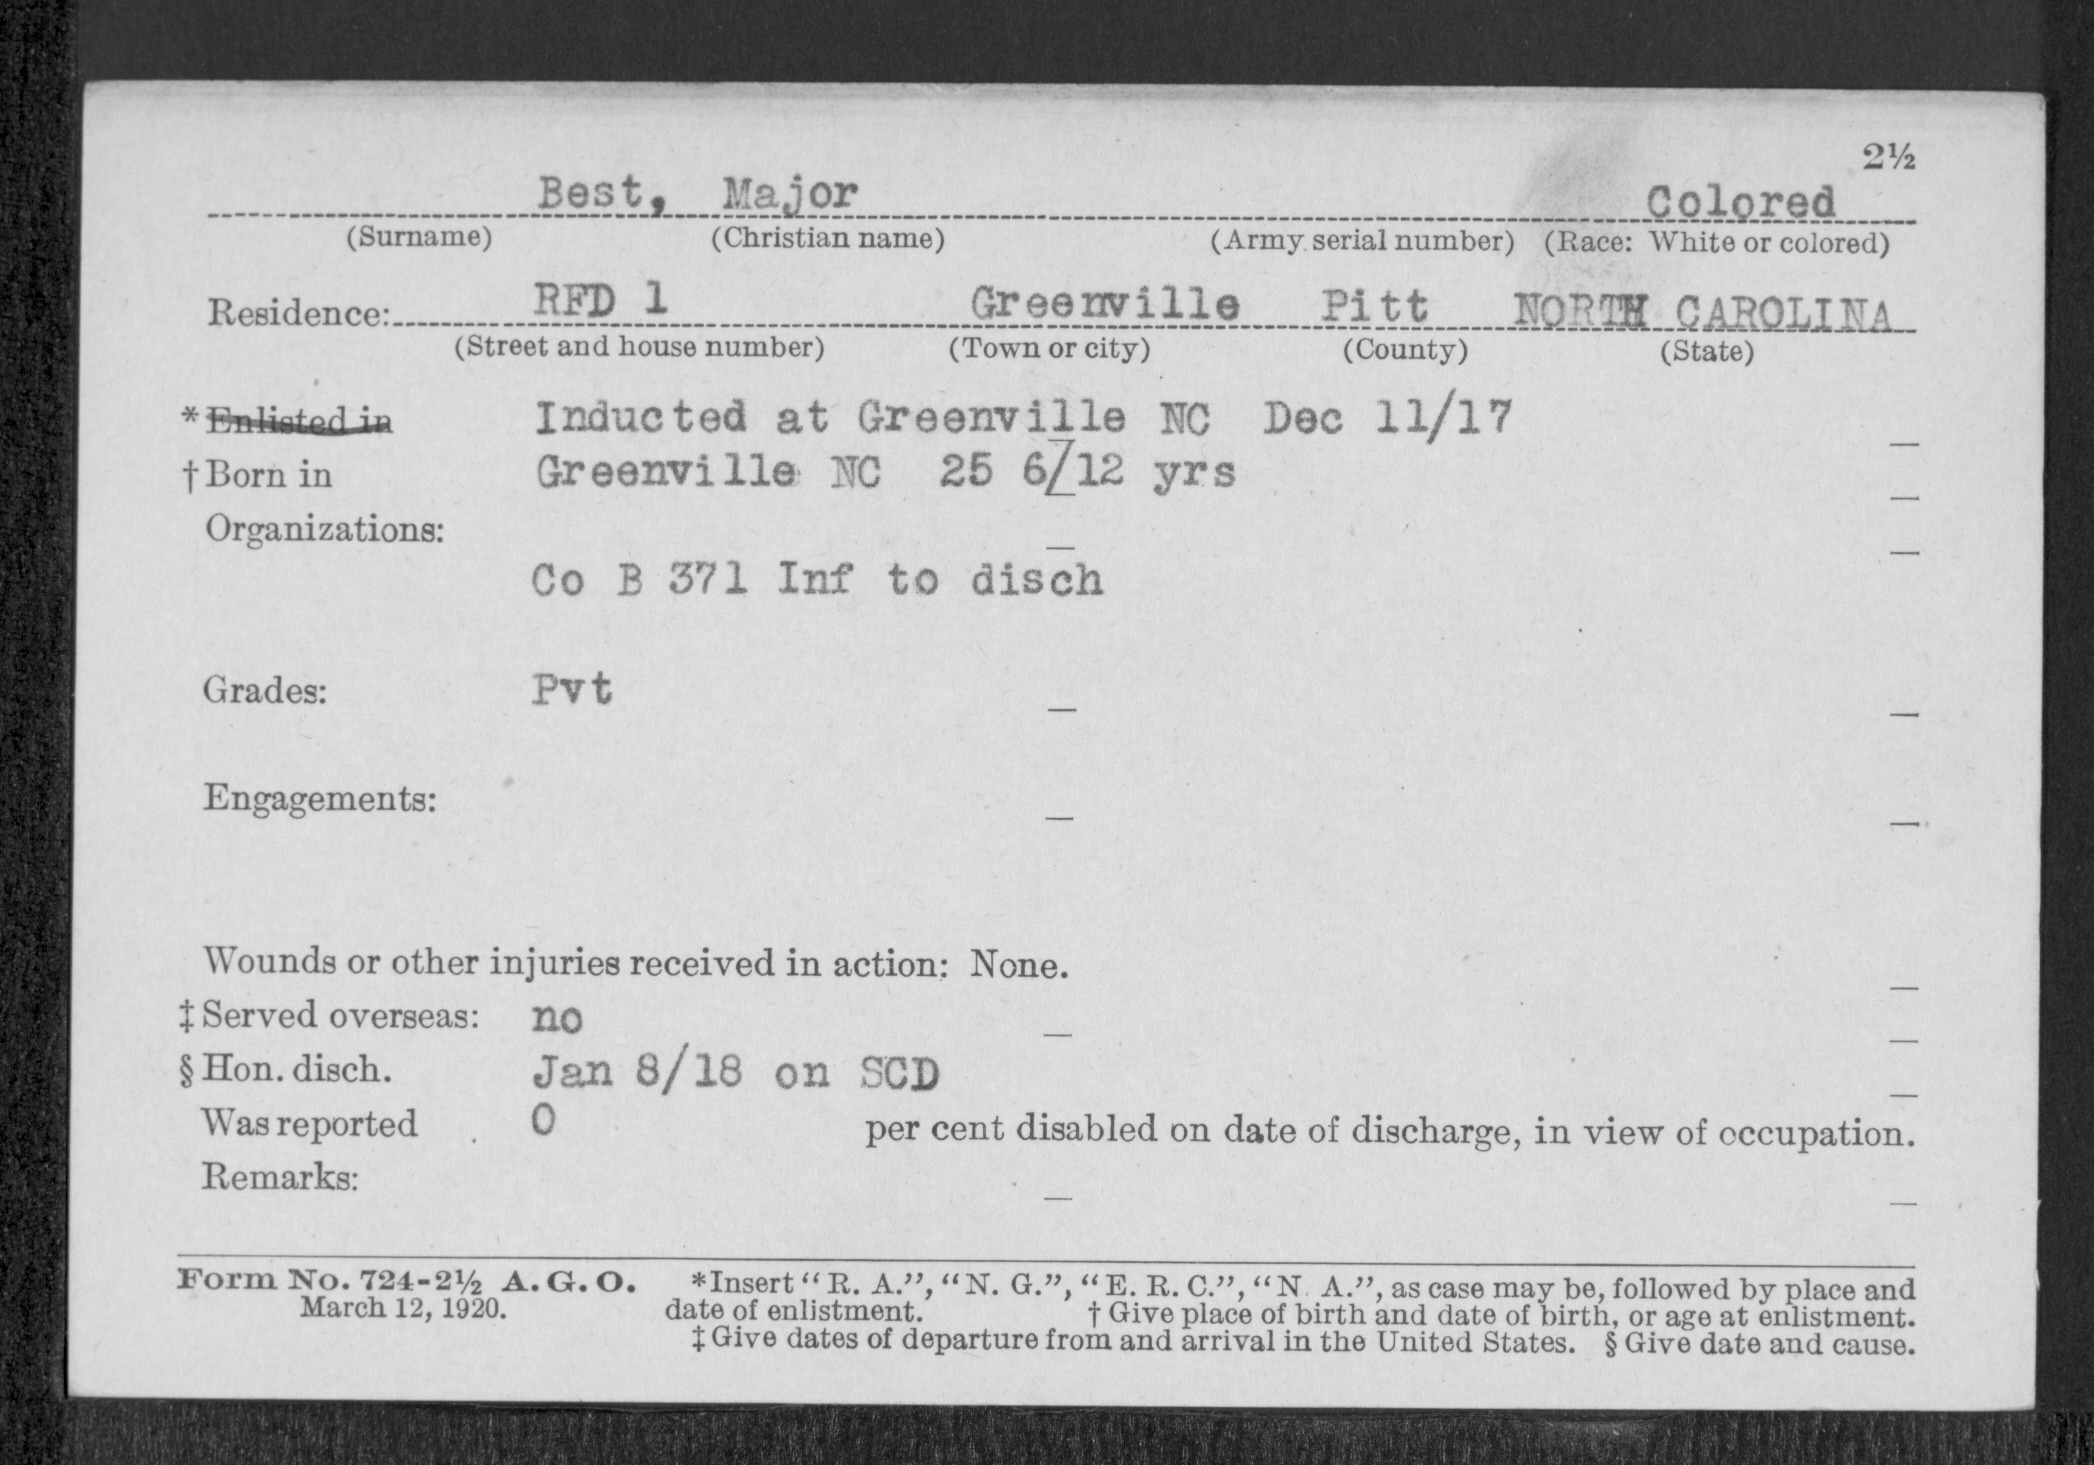 2½
Best, Major Colored
(Surname) (Christian name) (Army serial number) (Race: White or colored)
Residence: RFD 1 Greenville Pitt NORTH CAROLINA
(Street and house number) (Town or city) (County) (State)
*Enlisted in Inducted at Greenville NC Dec 11/17
†Born in Greenville NC 25 6/12 yrs
Organizations:
Co B 371 Inf to disch
Grades: Pvt
Engagements:
Wounds or other injuries received in action: None.
‡Served overseas: no
§Hon. disch. Jan 8/18 on SCD
Was reported 0 per cent disabled on date of discharge, in view of occupation.
Remarks:
Form No. 724-2½ A.G.O. *Insert “R. A.”, “N. G.”, “E. R. C.”, “N. A.”, as case may be, followed by place and
March 12, 1920. date of enlistment. †Give place of birth and date of birth, or age at enlistment.
‡Give dates of departure from and arrival in the United States. §Give date and cause.